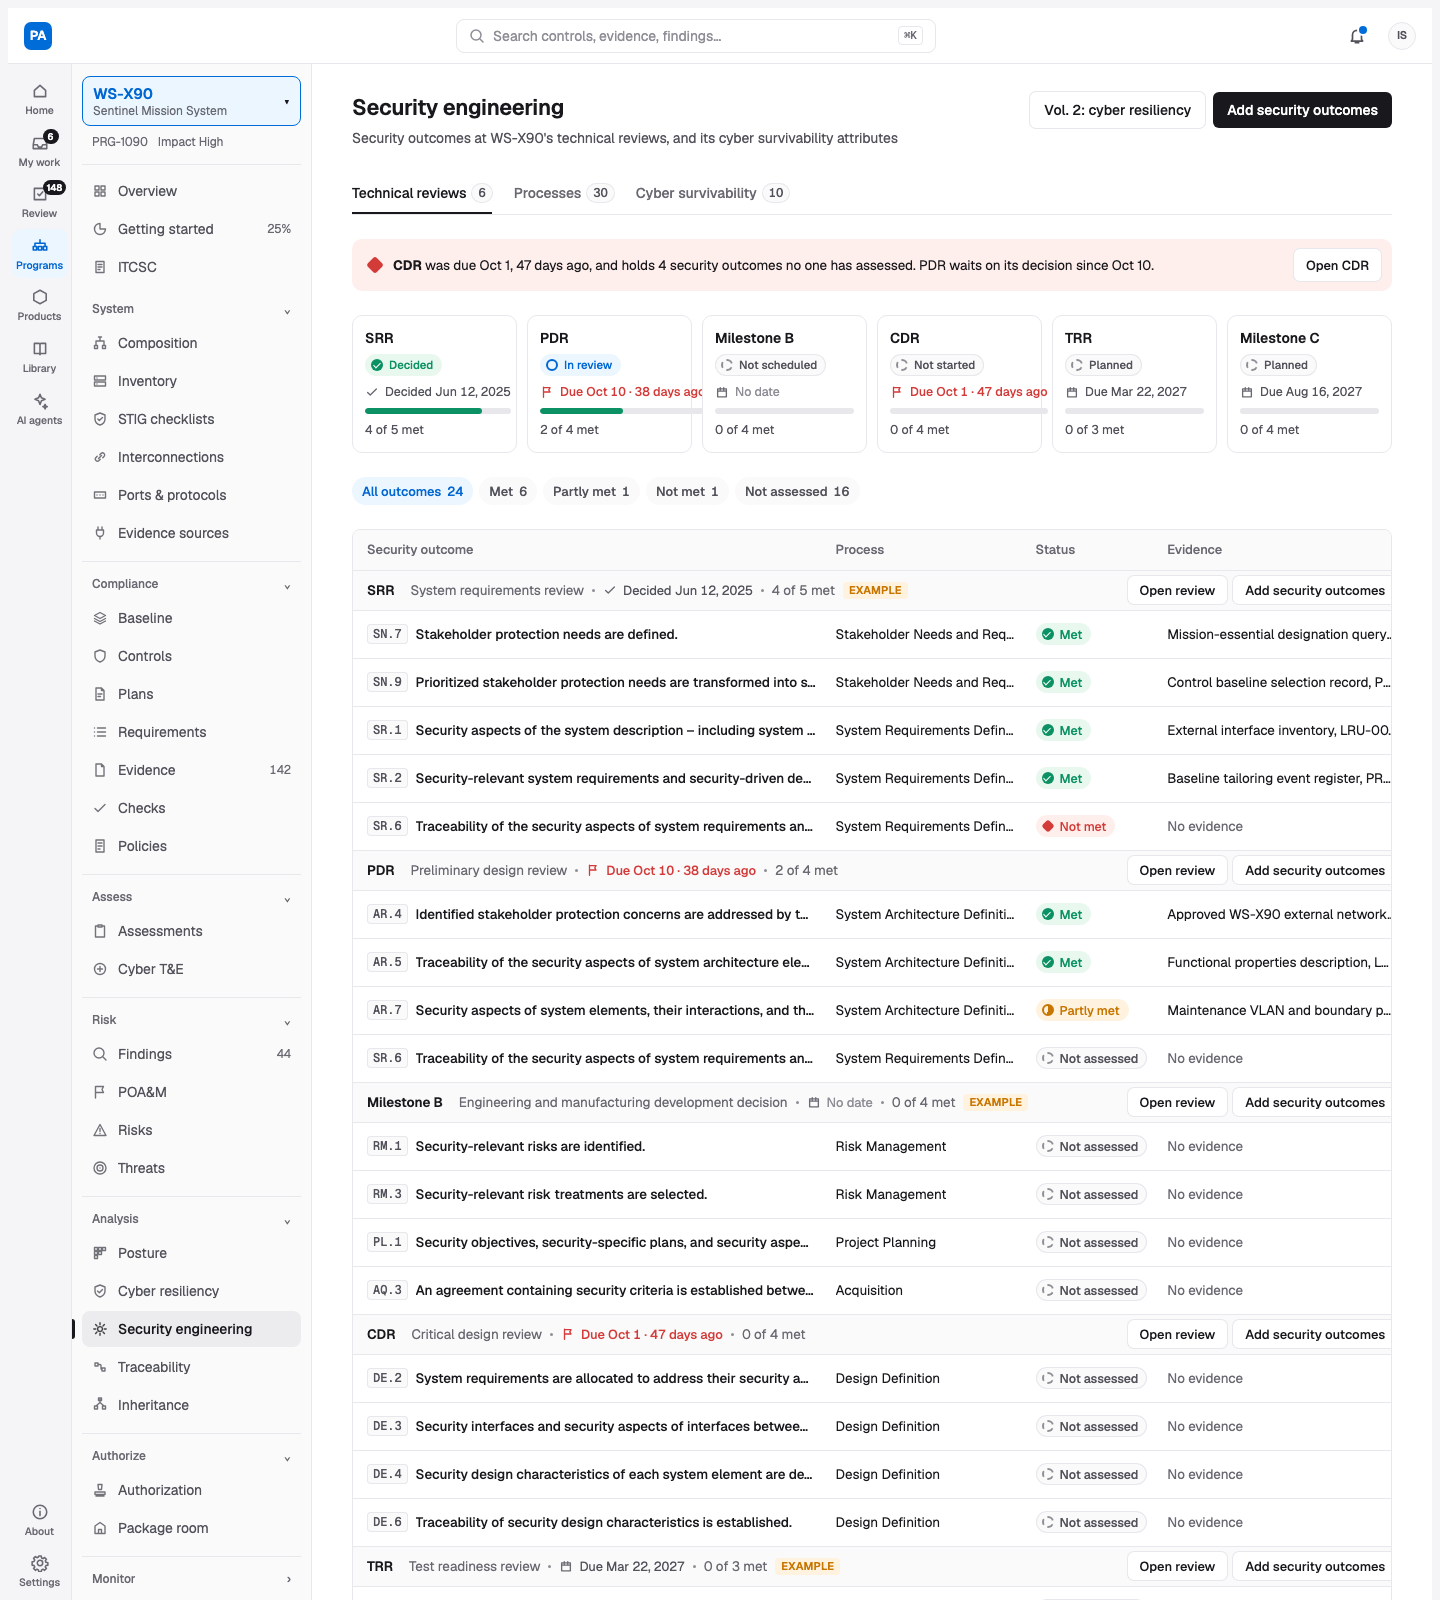 PA
Search controls, evidence, findings...
⌘K
IS
Home
6
My work
148
Review
Programs
Products
Library
AI agents
About
Settings
WS-X90
Sentinel Mission System
PRG-1090 Impact High
Overview
Getting started 25%
ITCSC
System
Composition
Inventory
STIG checklists
Interconnections
Ports & protocols
Evidence sources
Compliance
Baseline
Controls
Plans
Requirements
Evidence 142
Checks
Policies
Assess
Assessments
Cyber T&E
Risk
Findings 44
POA&M
Risks
Threats
Analysis
Posture
Cyber resiliency
Security engineering
Traceability
Inheritance
Authorize
Authorization
Package room
Monitor
Security engineering
Security outcomes at WS-X90's technical reviews, and its cyber survivability attributes
Vol. 2: cyber resiliency
Add security outcomes
Technical reviews 6 Processes 30 Cyber survivability 10
CDR was due Oct 1, 47 days ago, and holds 4 security outcomes no one has assessed. PDR waits on its decision since Oct 10.
Open CDR
SRR
Decided
Decided Jun 12, 2025
4 of 5 met
PDR
In review
Due Oct 10 · 38 days ago
2 of 4 met
Milestone B
Not scheduled
No date
0 of 4 met
CDR
Not started
Due Oct 1 · 47 days ago
0 of 4 met
TRR
Planned
Due Mar 22, 2027
0 of 3 met
Milestone C
Planned
Due Aug 16, 2027
0 of 4 met
All outcomes 24 Met 6 Partly met 1 Not met 1 Not assessed 16
Security outcome Process Status Evidence
SRR System requirements review • Decided Jun 12, 2025 • 4 of 5 met EXAMPLE Open review Add security outcomes
SN.7 Stakeholder protection needs are defined. Stakeholder Needs and Req... Met Mission-essential designation query...
SN.9 Prioritized stakeholder protection needs are transformed into s... Stakeholder Needs and Req... Met Control baseline selection record, P...
SR.1 Security aspects of the system description – including system ... System Requirements Defin... Met External interface inventory, LRU-00...
SR.2 Security-relevant system requirements and security-driven de... System Requirements Defin... Met Baseline tailoring event register, PR...
SR.6 Traceability of the security aspects of system requirements an... System Requirements Defin... Not met No evidence
PDR Preliminary design review • Due Oct 10 · 38 days ago • 2 of 4 met Open review Add security outcomes
AR.4 Identified stakeholder protection concerns are addressed by t... System Architecture Definiti... Met Approved WS-X90 external network...
AR.5 Traceability of the security aspects of system architecture ele... System Architecture Definiti... Met Functional properties description, L...
AR.7 Security aspects of system elements, their interactions, and th... System Architecture Definiti... Partly met Maintenance VLAN and boundary p...
SR.6 Traceability of the security aspects of system requirements an... System Requirements Defin... Not assessed No evidence
Milestone B Engineering and manufacturing development decision • No date • 0 of 4 met EXAMPLE Open review Add security outcomes
RM.1 Security-relevant risks are identified. Risk Management Not assessed No evidence
RM.3 Security-relevant risk treatments are selected. Risk Management Not assessed No evidence
PL.1 Security objectives, security-specific plans, and security aspe... Project Planning Not assessed No evidence
AQ.3 An agreement containing security criteria is established betwe... Acquisition Not assessed No evidence
CDR Critical design review • Due Oct 1 · 47 days ago • 0 of 4 met Open review Add security outcomes
DE.2 System requirements are allocated to address their security a... Design Definition Not assessed No evidence
DE.3 Security interfaces and security aspects of interfaces betwee... Design Definition Not assessed No evidence
DE.4 Security design characteristics of each system element are de... Design Definition Not assessed No evidence
DE.6 Traceability of security design characteristics is established. Design Definition Not assessed No evidence
TRR Test readiness review • Due Mar 22, 2027 • 0 of 3 met EXAMPLE Open review Add security outcomes